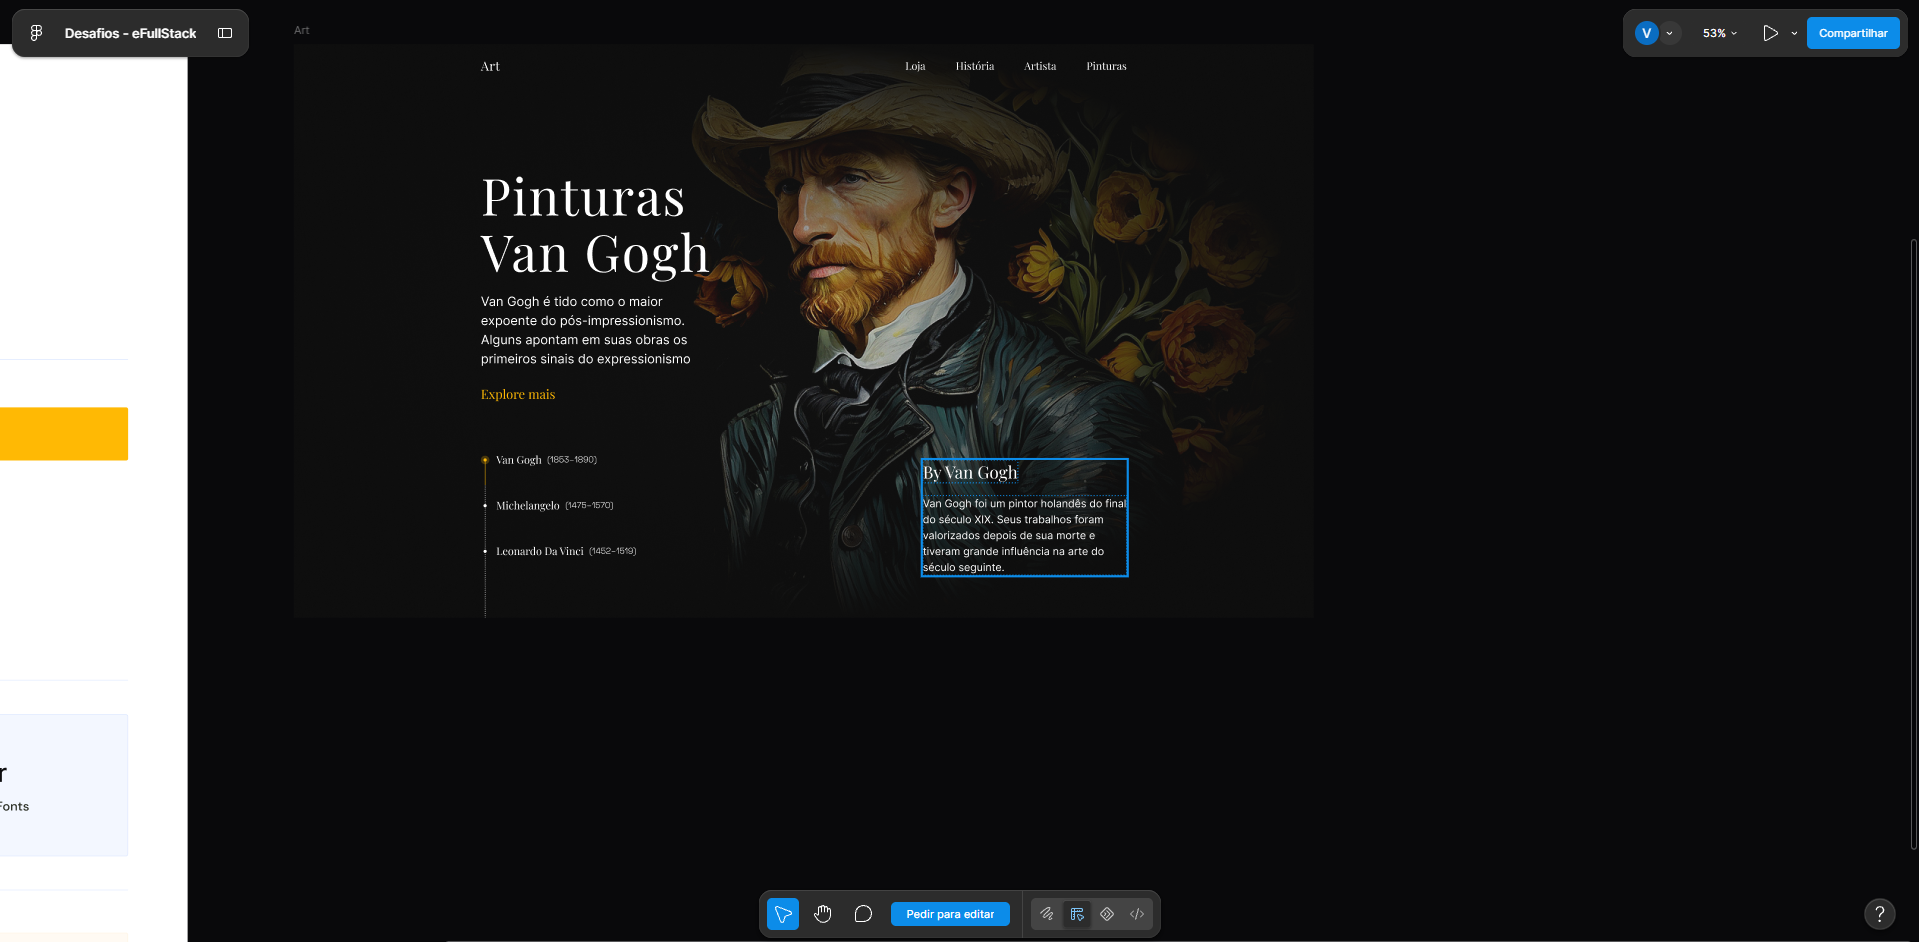 Desafios - eFullStack
Art
V
53%
Compartilhar
Art
Loja
História
Artista
Pinturas
Pinturas
Van Gogh
Van Gogh é tido como o maior
expoente do pós-impressionismo.
Alguns apontam em suas obras os
primeiros sinais do expressionismo
Explore mais
Van Gogh (1853-1890)
Michelangelo (1475-1570)
Leonardo Da Vinci (1452-1519)
By Van Gogh
Van Gogh foi um pintor holandês do final
do século XIX. Seus trabalhos foram
valorizados depois de sua morte e
tiveram grande influência na arte do
século seguinte.
r
Fonts
Pedir para editar
?